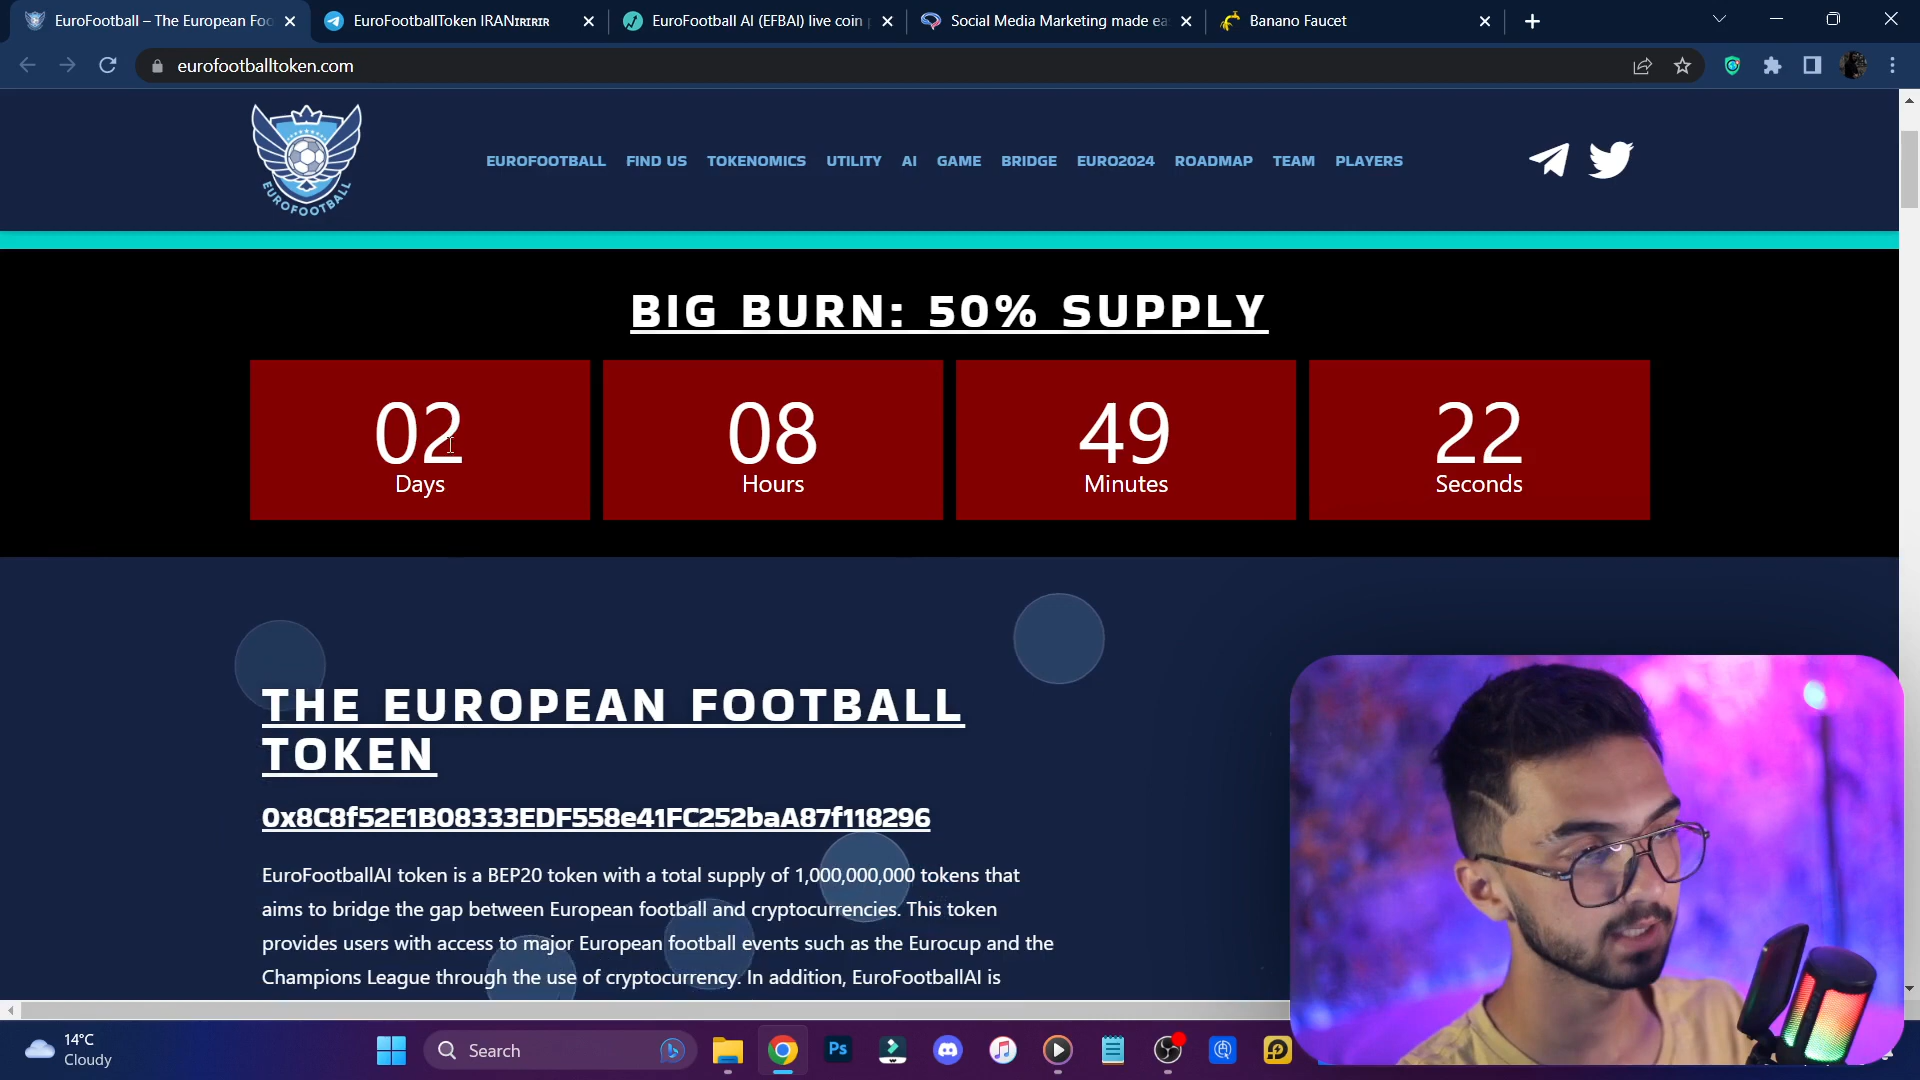 EuroFootball – The European Foo
EuroFootballToken IRANɪʀɪʀɪʀ
EuroFootball AI (EFBAI) live coin p
Social Media Marketing made ea
Banano Faucet
eurofootballtoken.com
EUROFOOTBALL
EUROFOOTBALL FIND US TOKENOMICS UTILITY AI GAME BRIDGE EURO2024 ROADMAP TEAM PLAYERS
BIG BURN: 50% SUPPLY
02 08 49 22
Days Hours Minutes Seconds
THE EUROPEAN FOOTBALL
TOKEN
0x8C8f52E1B08333EDF558e41FC252baA87f118296
EuroFootballAI token is a BEP20 token with a total supply of 1,000,000,000 tokens that
aims to bridge the gap between European football and cryptocurrencies. This token
provides users with access to major European football events such as the Eurocup and the
Champions League through the use of cryptocurrency. In addition, EuroFootballAI is
14°C
Cloudy
Search
Ps